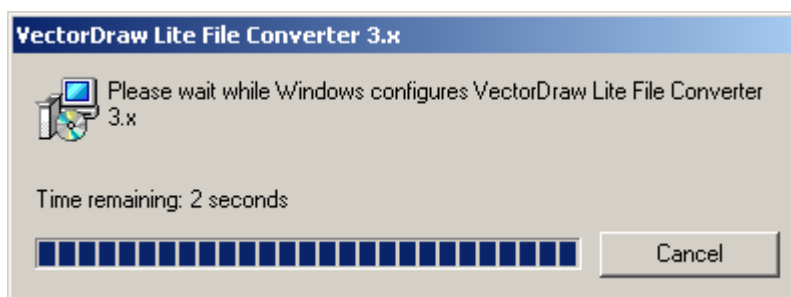 VectorDraw Lite File Converter 3.x
Please wait while Windows configures VectorDraw Lite File Converter
3.x
Time remaining: 2 seconds
Cancel